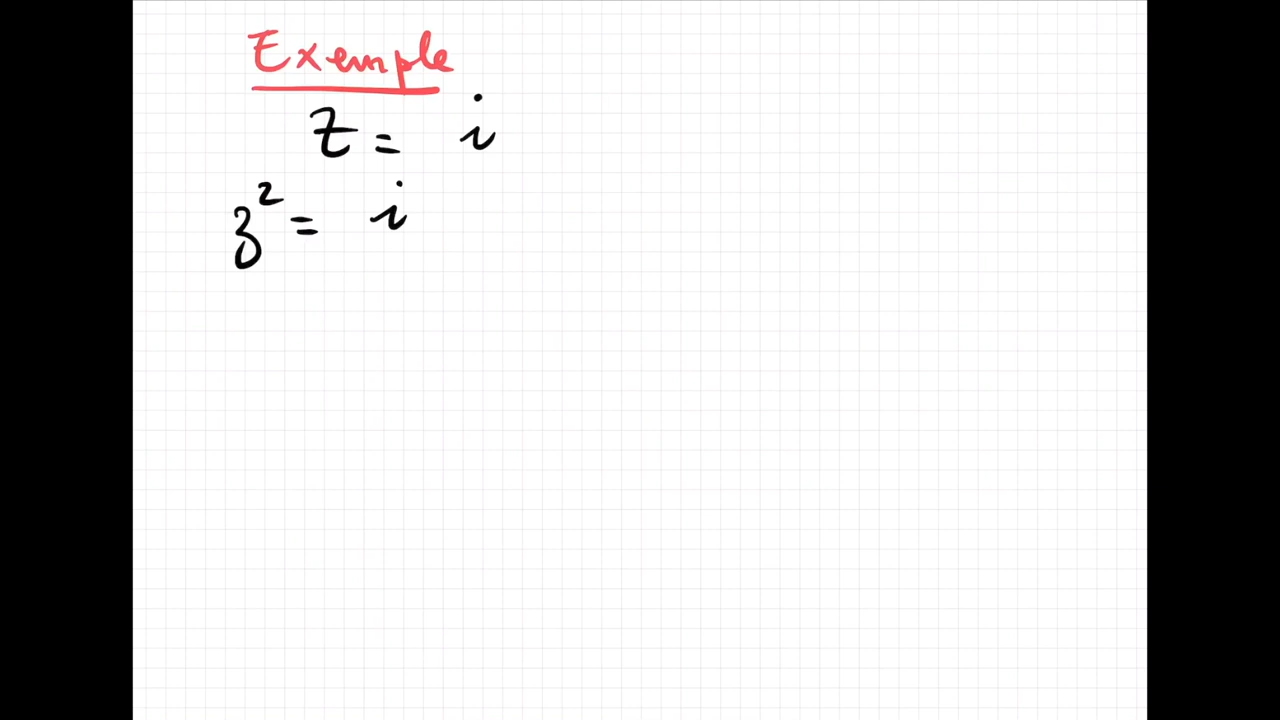 Exemple
Z = i
z² = i